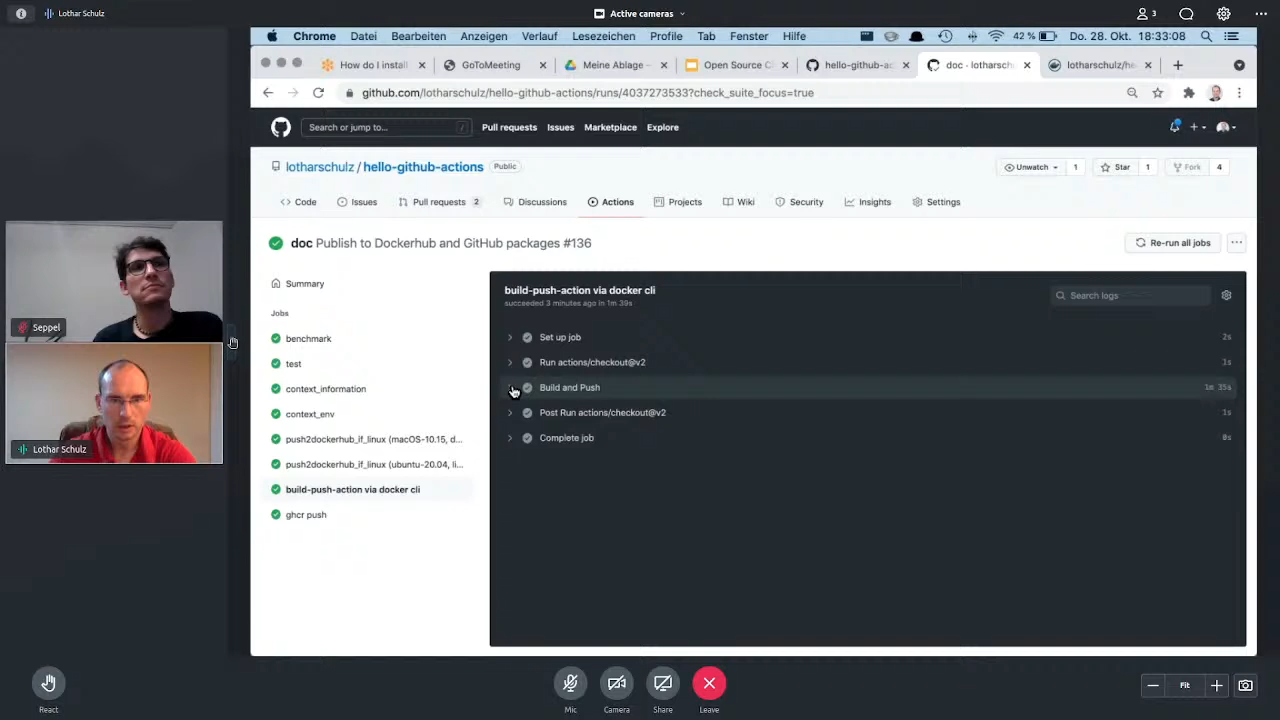 Lothar Schulz
Active cameras
3
Chrome Datei Bearbeiten Anzeigen Verlauf Lesezeichen Profile Tab Fenster Hilfe 42 % Do. 28. Okt. 18:33:08
How do I install
GoToMeeting
Meine Ablage –
Open Source C
hello-github-ac
doc · lotharsch
lotharschulz/he
github.com/lotharschulz/hello-github-actions/runs/4037273533?check_suite_focus=true
Search or jump to... /
Pull requests Issues Marketplace Explore
lotharschulz / hello-github-actions Public
Unwatch 1 Star 1 Fork 4
Code Issues Pull requests 2 Discussions Actions Projects Wiki Security Insights Settings
doc Publish to Dockerhub and GitHub packages #136
Re-run all jobs
Summary
Jobs
benchmark
test
context_information
context_env
push2dockerhub_if_linux (macOS-10.15, d...
push2dockerhub_if_linux (ubuntu-20.04, li...
build-push-action via docker cli
ghcr push
build-push-action via docker cli
succeeded 3 minutes ago in 1m 39s
Search logs
Set up job 2s
Run actions/checkout@v2 1s
Build and Push 1m 35s
Post Run actions/checkout@v2 1s
Complete job 0s
Seppel
Lothar Schulz
React
Mic
Camera
Share
Leave
Fit